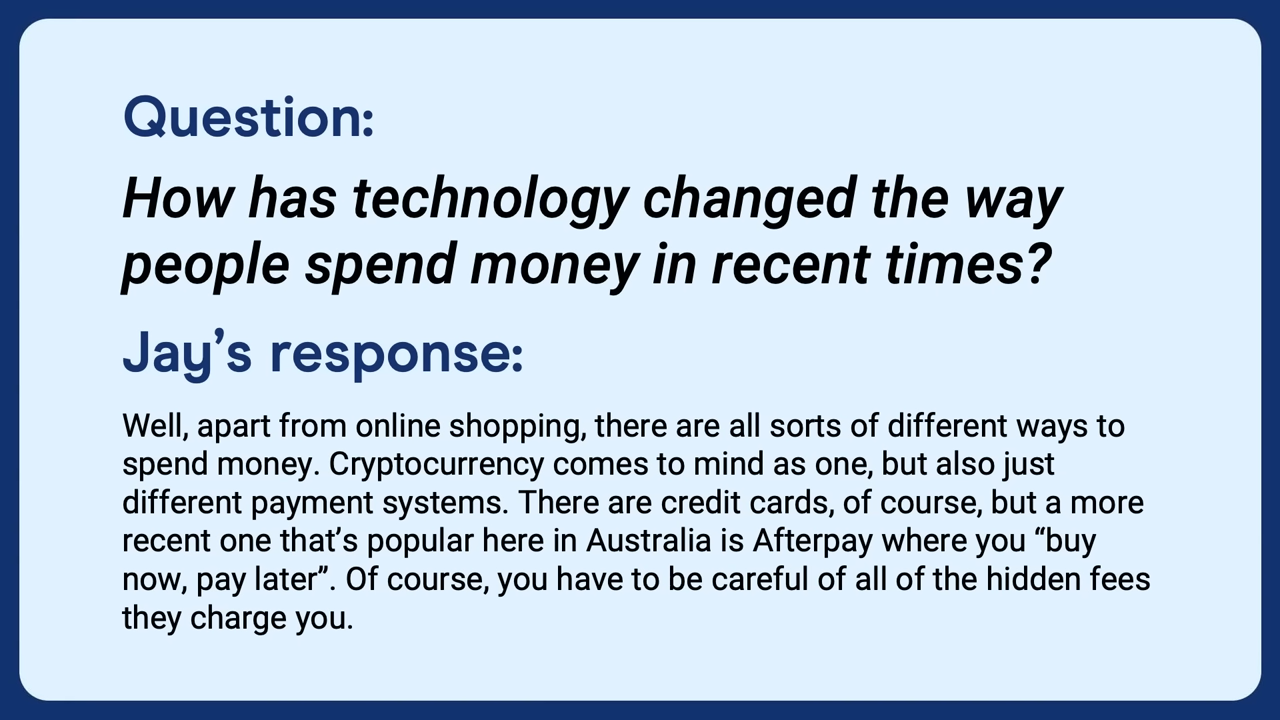 Question:
How has technology changed the way
people spend money in recent times?
Jay’s response:
Well, apart from online shopping, there are all sorts of different ways to
spend money. Cryptocurrency comes to mind as one, but also just
different payment systems. There are credit cards, of course, but a more
recent one that’s popular here in Australia is Afterpay where you “buy
now, pay later”. Of course, you have to be careful of all of the hidden fees
they charge you.